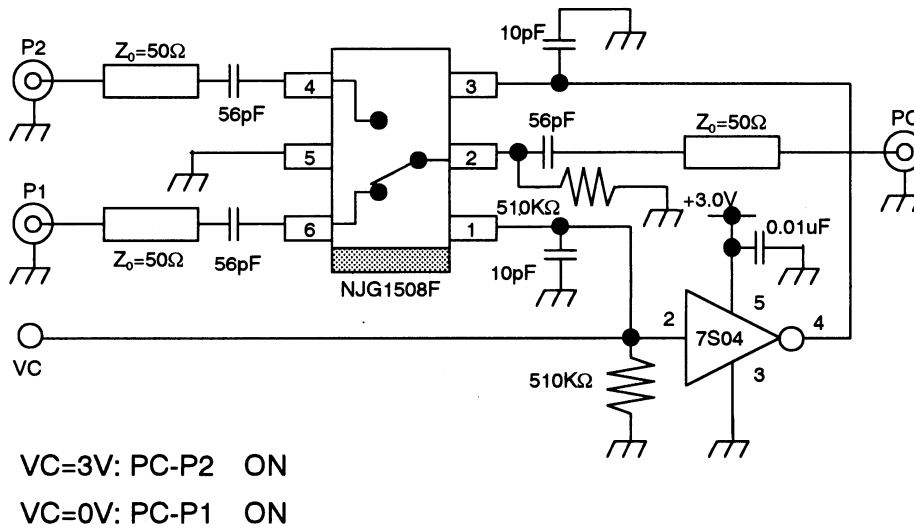 10pF
P2
Z₀=50Ω
56pF
4
3
56pF
Z₀=50Ω
PC
5
2
P1
510KΩ
+3.0V
0.01uF
6
1
Z₀=50Ω
56pF
10pF
NJG1508F
5
2
7S04
4
VC
3
510KΩ
VC=3V: PC-P2 ON
VC=0V: PC-P1 ON